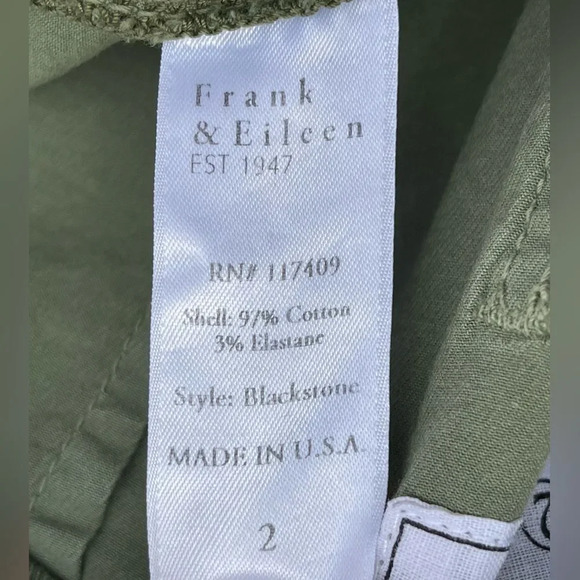 Frank
& Eileen
EST 1947
RN# 117409
Shell: 97% Cotton
3% Elastane
Style: Blackstone
MADE IN U.S.A.
2